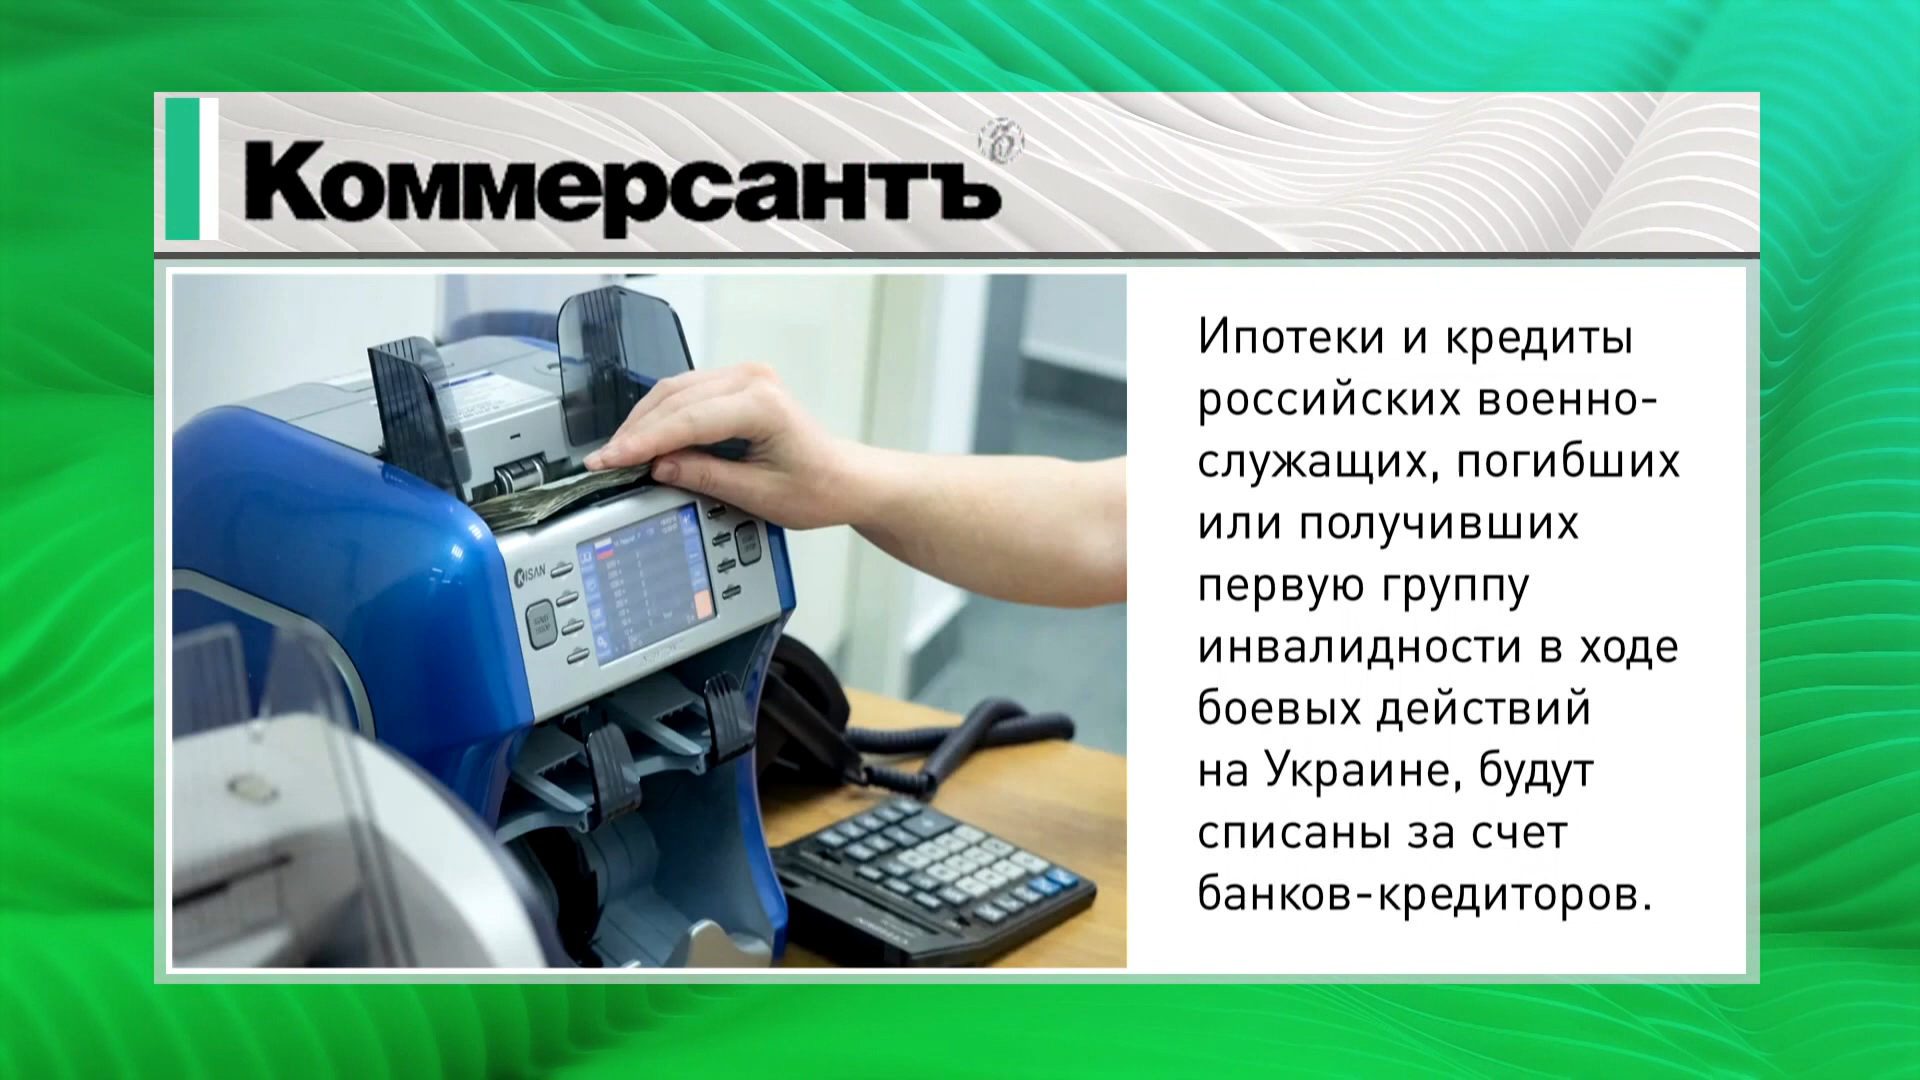 Коммерсантъ
Ипотеки и кредиты
российских военно-
служащих, погибших
или получивших
первую группу
инвалидности в ходе
боевых действий
на Украине, будут
списаны за счет
банков-кредиторов.
KISAN